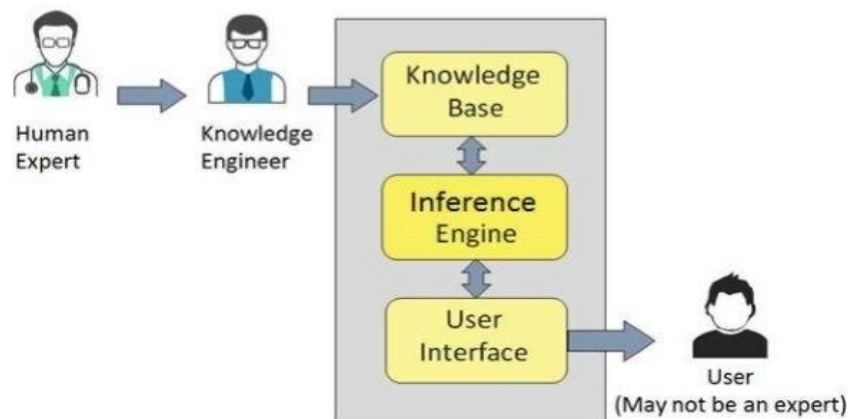 Human
Expert
Knowledge
Engineer
Knowledge
Base
Inference
Engine
User
Interface
User
(May not be an expert)